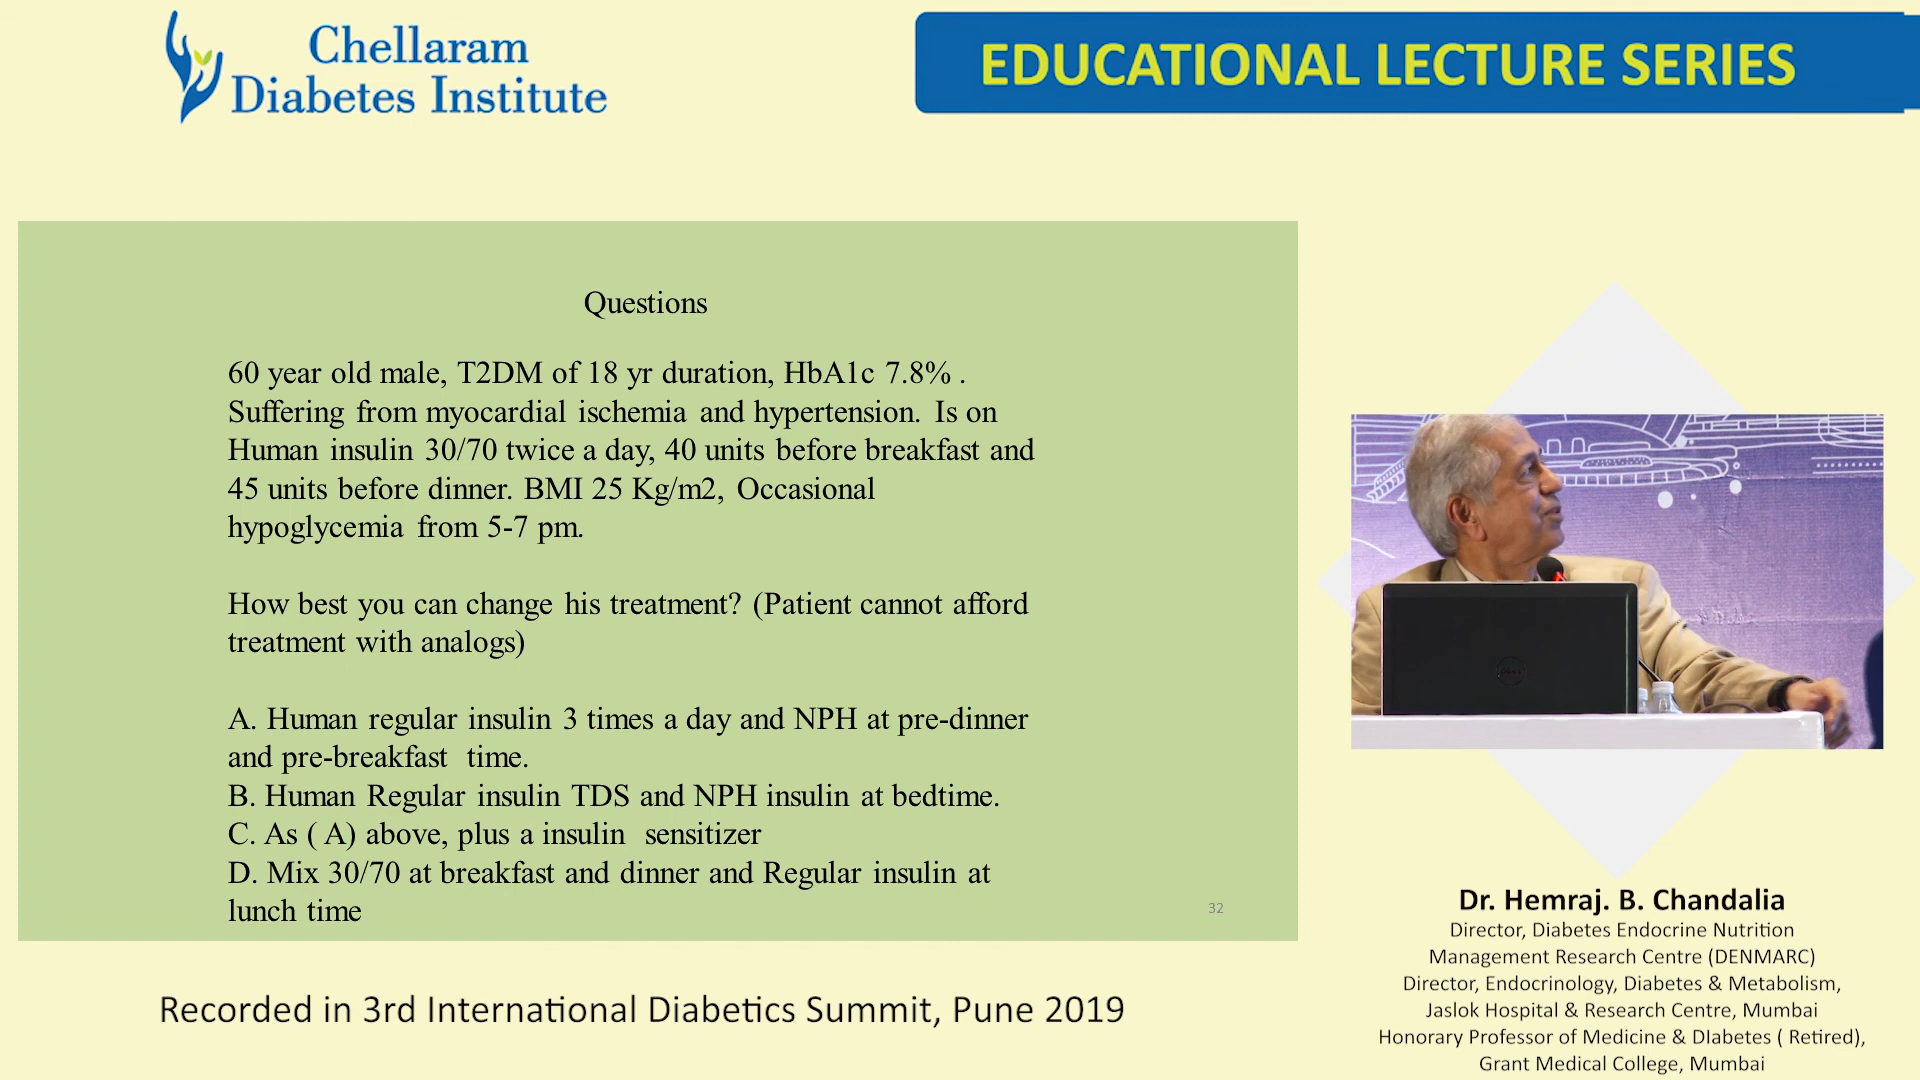 Chellaram
Diabetes Institute
EDUCATIONAL LECTURE SERIES
Questions
60 year old male, T2DM of 18 yr duration, HbA1c 7.8% .
Suffering from myocardial ischemia and hypertension. Is on
Human insulin 30/70 twice a day, 40 units before breakfast and
45 units before dinner. BMI 25 Kg/m2, Occasional
hypoglycemia from 5-7 pm.
How best you can change his treatment? (Patient cannot afford
treatment with analogs)
A. Human regular insulin 3 times a day and NPH at pre-dinner
and pre-breakfast time.
B. Human Regular insulin TDS and NPH insulin at bedtime.
C. As ( A) above, plus a insulin sensitizer
D. Mix 30/70 at breakfast and dinner and Regular insulin at
lunch time
32
Recorded in 3rd International Diabetics Summit, Pune 2019
Dr. Hemraj. B. Chandalia
Director, Diabetes Endocrine Nutrition
Management Research Centre (DENMARC)
Director, Endocrinology, Diabetes & Metabolism,
Jaslok Hospital & Research Centre, Mumbai
Honorary Professor of Medicine & DIabetes ( Retired),
Grant Medical College, Mumbai